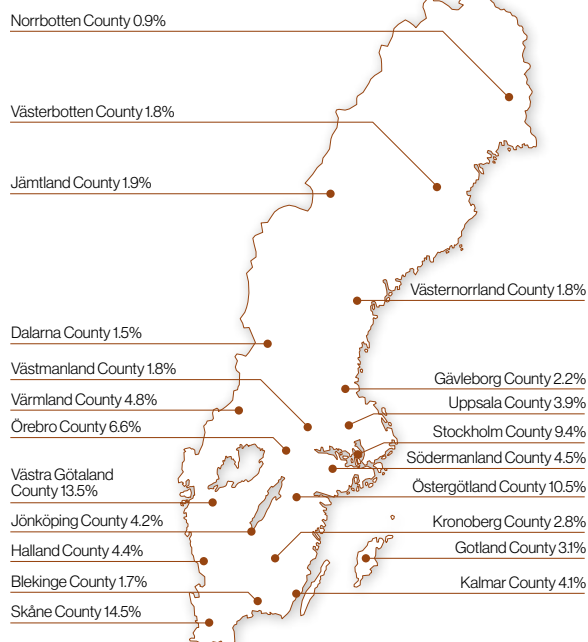 Norrbotten County 0.9%
Västerbotten County 1.8%
Jämtland County 1.9%
Dalarna County 1.5%
Västmanland County 1.8%
Värmland County 4.8%
Örebro County 6.6%
Västra Götaland
County 13.5%
Jönköping County 4.2%
Halland County 4.4%
Blekinge County 1.7%
Skåne County 14.5%
Västernorrland County 1.8%
Gävleborg County 2.2%
Uppsala County 3.9%
Stockholm County 9.4%
Södermanland County 4.5%
Östergötland County 10.5%
Kronoberg County 2.8%
Gotland County 3.1%
Kalmar County 4.1%